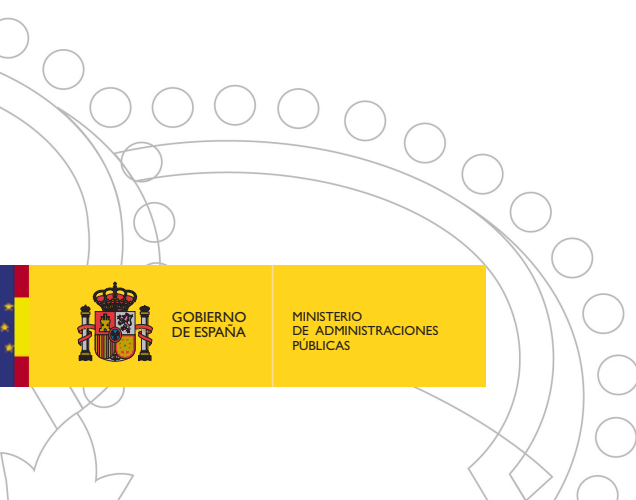 GOBIERNO
DE ESPAÑA
MINISTERIO
DE ADMINISTRACIONES
PÚBLICAS